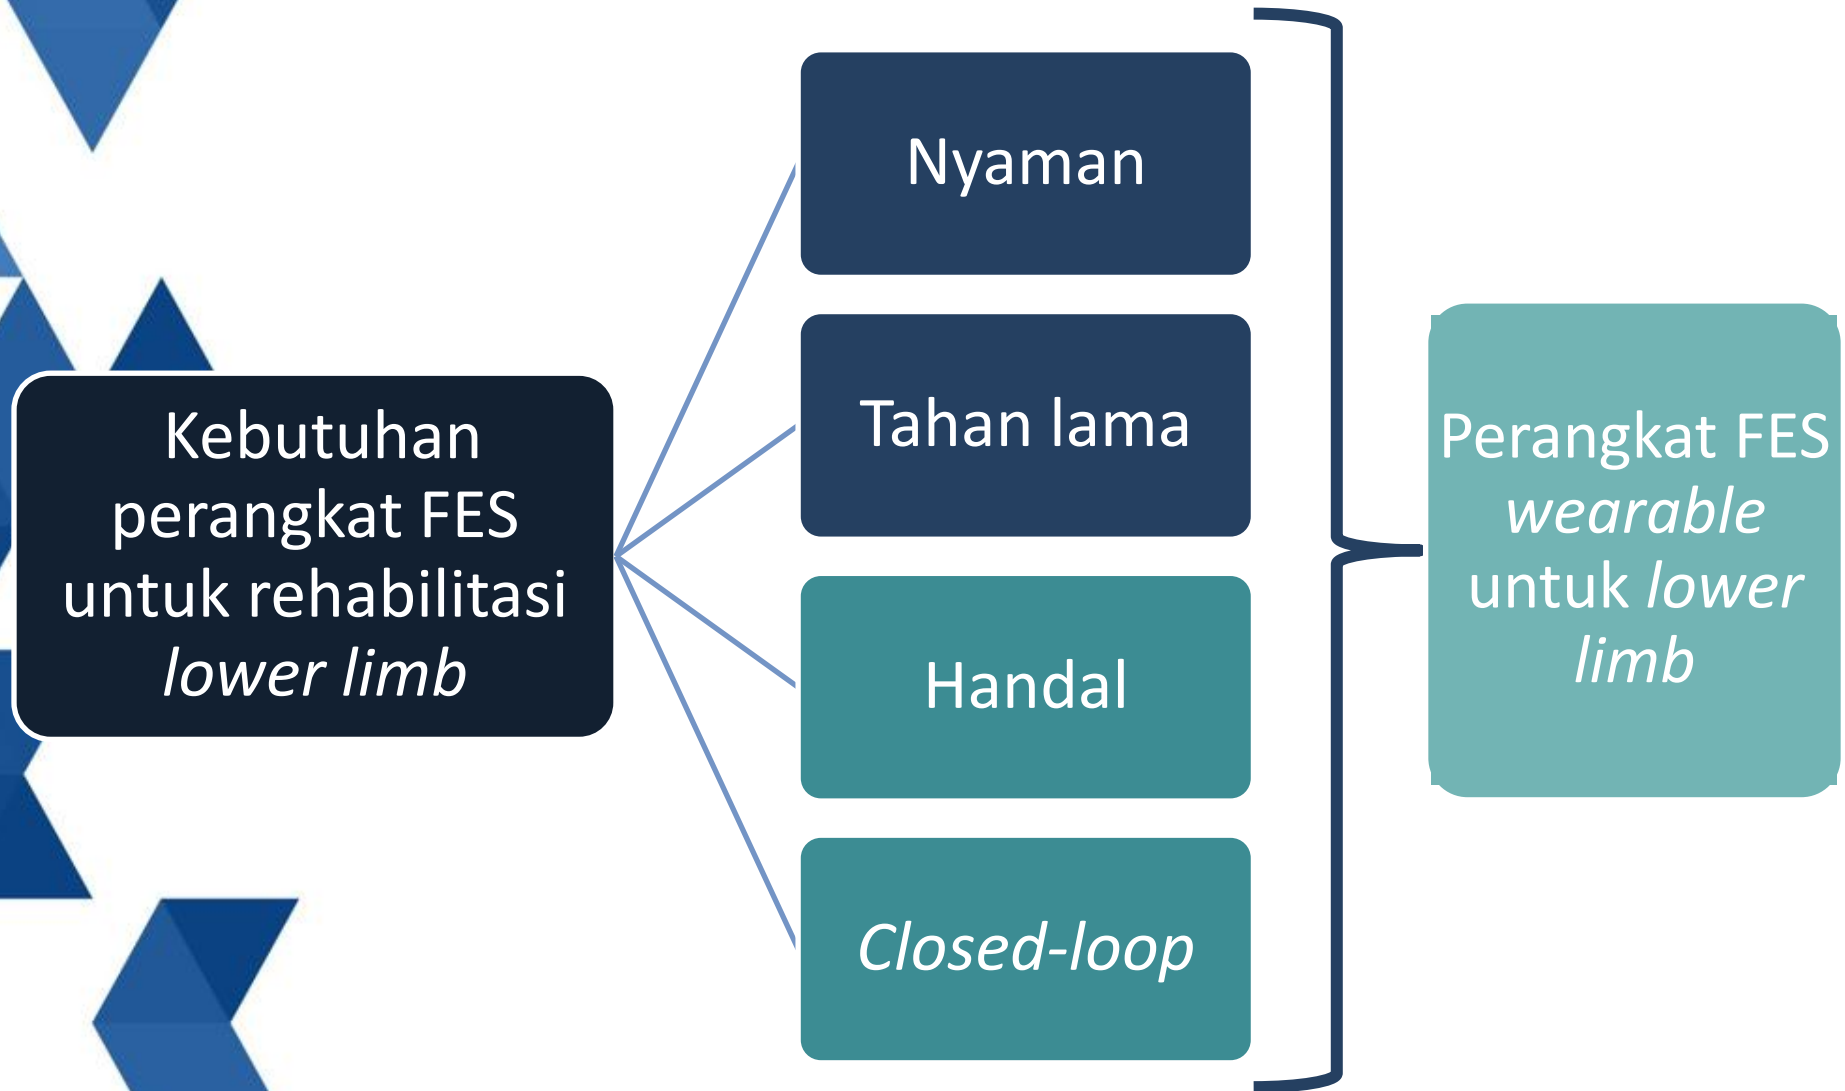 Kebutuhan
perangkat FES
untuk rehabilitasi
lower limb
Nyaman
Tahan lama
Handal
Closed-loop
Perangkat FES
wearable
untuk lower
limb